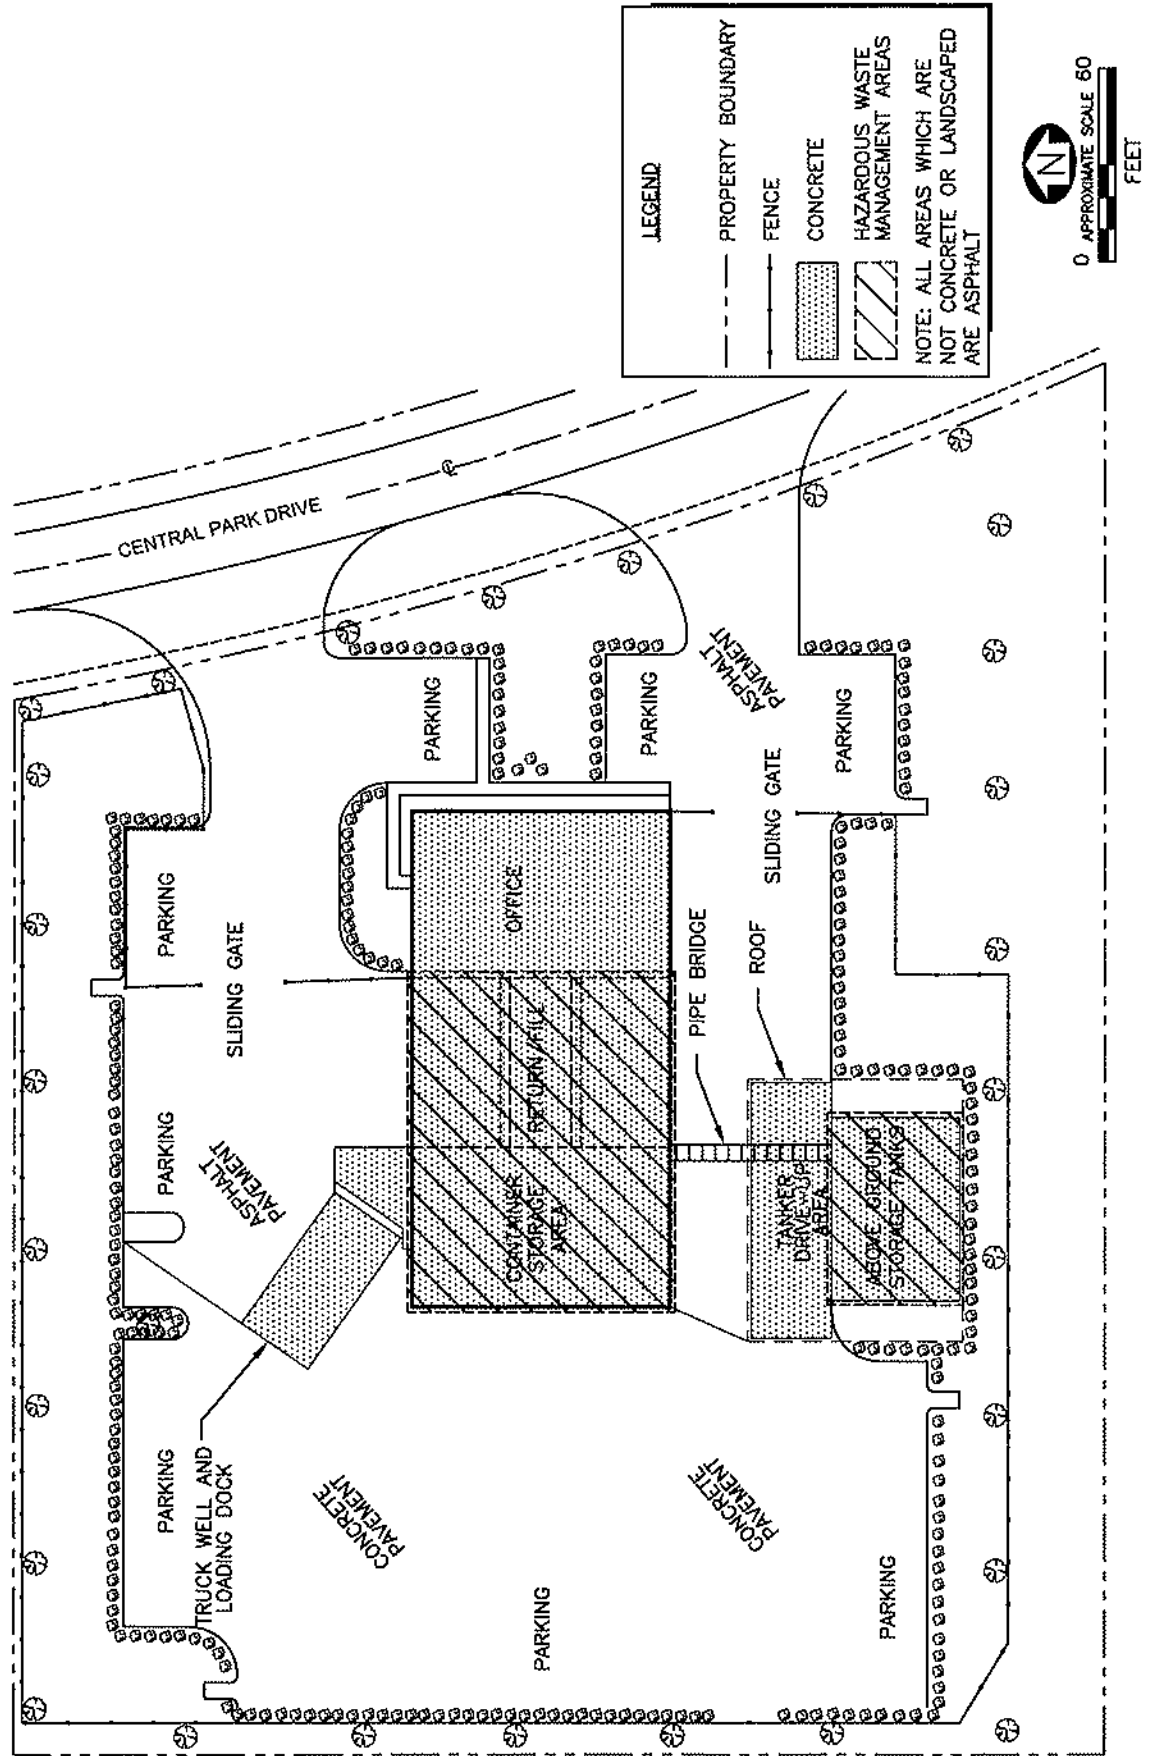 CENTRAL PARK DRIVE
℄
PARKING
SLIDING GATE
PARKING
ASPHALT
PAVEMENT
PARKING
TRUCK WELL AND
LOADING DOCK
CONCRETE
PAVEMENT
PARKING
PARKING
OFFICE
RETURN/FILL
CONTAINER
STORAGE
AREA
PARKING
ASPHALT
PAVEMENT
PARKING
SLIDING GATE
PIPE BRIDGE
ROOF
TANKER
DRIVE-UP
AREA
ABOVE GROUND
STORAGE TANKS
CONCRETE
PAVEMENT
PARKING
LEGEND
PROPERTY BOUNDARY
FENCE
CONCRETE
HAZARDOUS WASTE
MANAGEMENT AREAS
NOTE: ALL AREAS WHICH ARE
NOT CONCRETE OR LANDSCAPED
ARE ASPHALT
N
0 APPROXIMATE SCALE 60
FEET